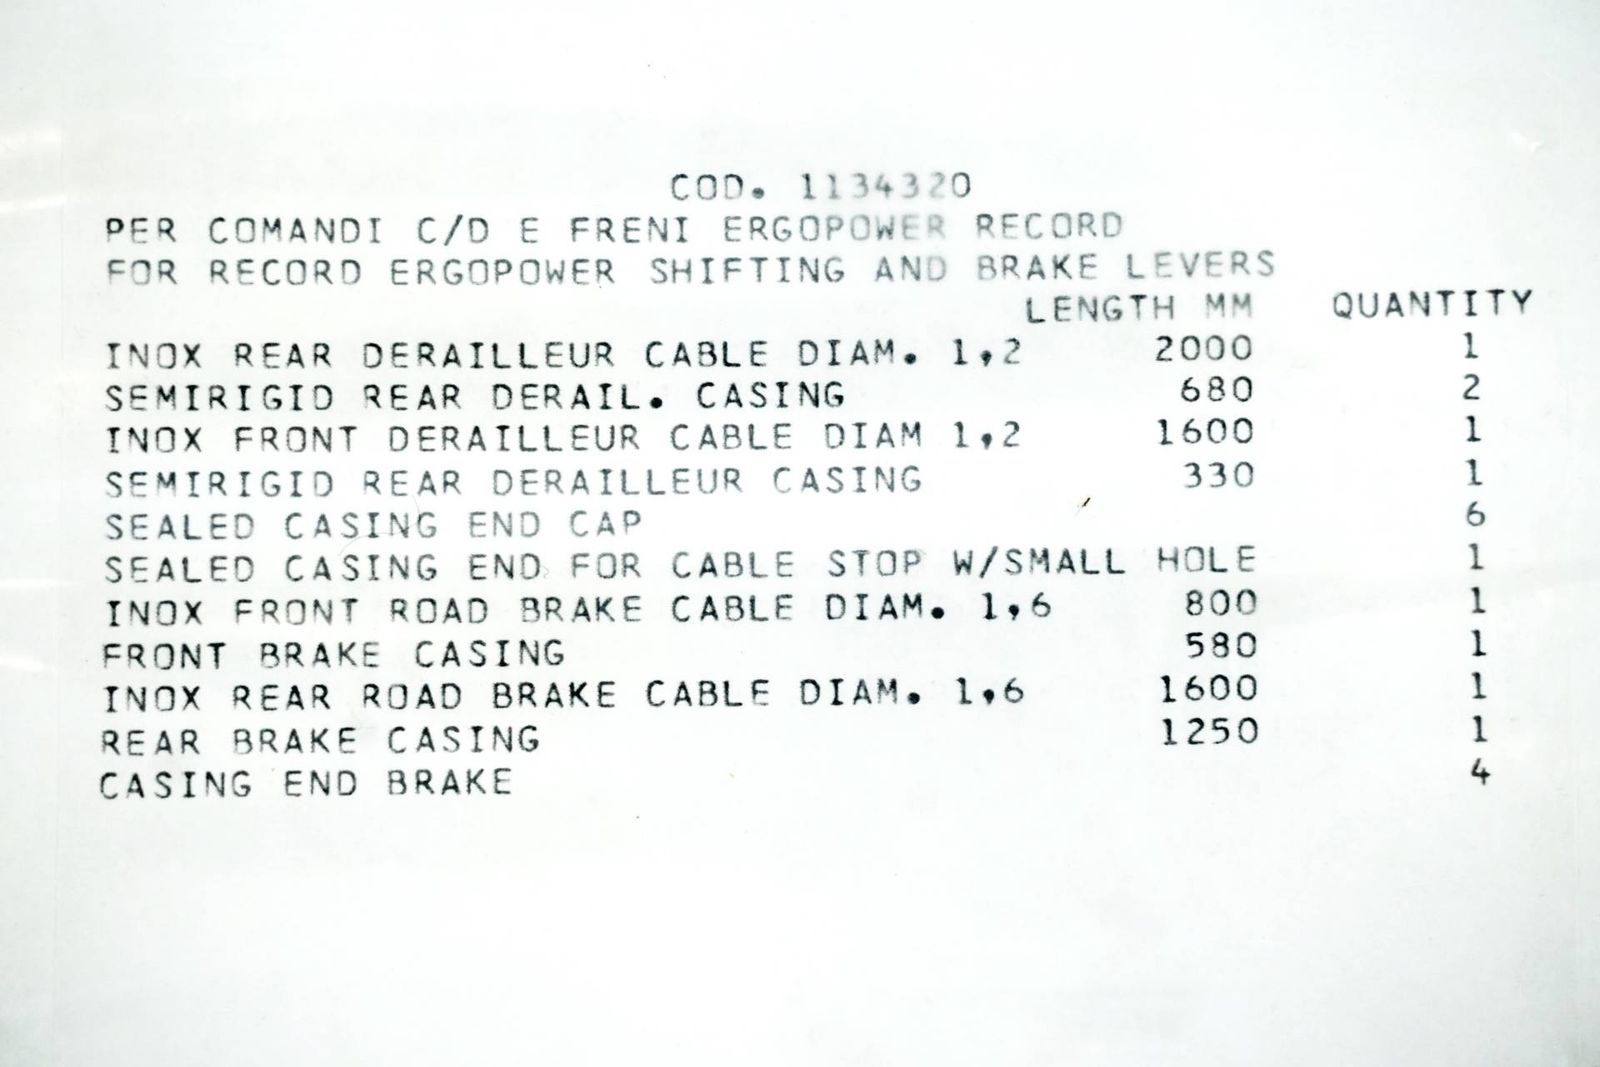 COD. 1134320
PER COMANDI C/D E FRENI ERGOPOWER RECORD
FOR RECORD ERGOPOWER SHIFTING AND BRAKE LEVERS
LENGTH MM QUANTITY
INOX REAR DERAILLEUR CABLE DIAM. 1,2 2000 1
SEMIRIGID REAR DERAIL. CASING 680 2
INOX FRONT DERAILLEUR CABLE DIAM 1,2 1600 1
SEMIRIGID REAR DERAILLEUR CASING 330 1
SEALED CASING END CAP 6
SEALED CASING END FOR CABLE STOP W/SMALL HOLE 1
INOX FRONT ROAD BRAKE CABLE DIAM. 1,6 800 1
FRONT BRAKE CASING 580 1
INOX REAR ROAD BRAKE CABLE DIAM. 1,6 1600 1
REAR BRAKE CASING 1250 1
CASING END BRAKE 4